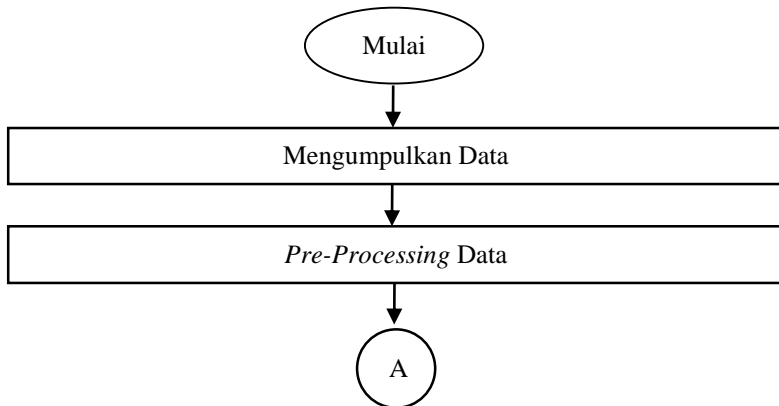 Mulai
Mengumpulkan Data
Pre-Processing Data
A